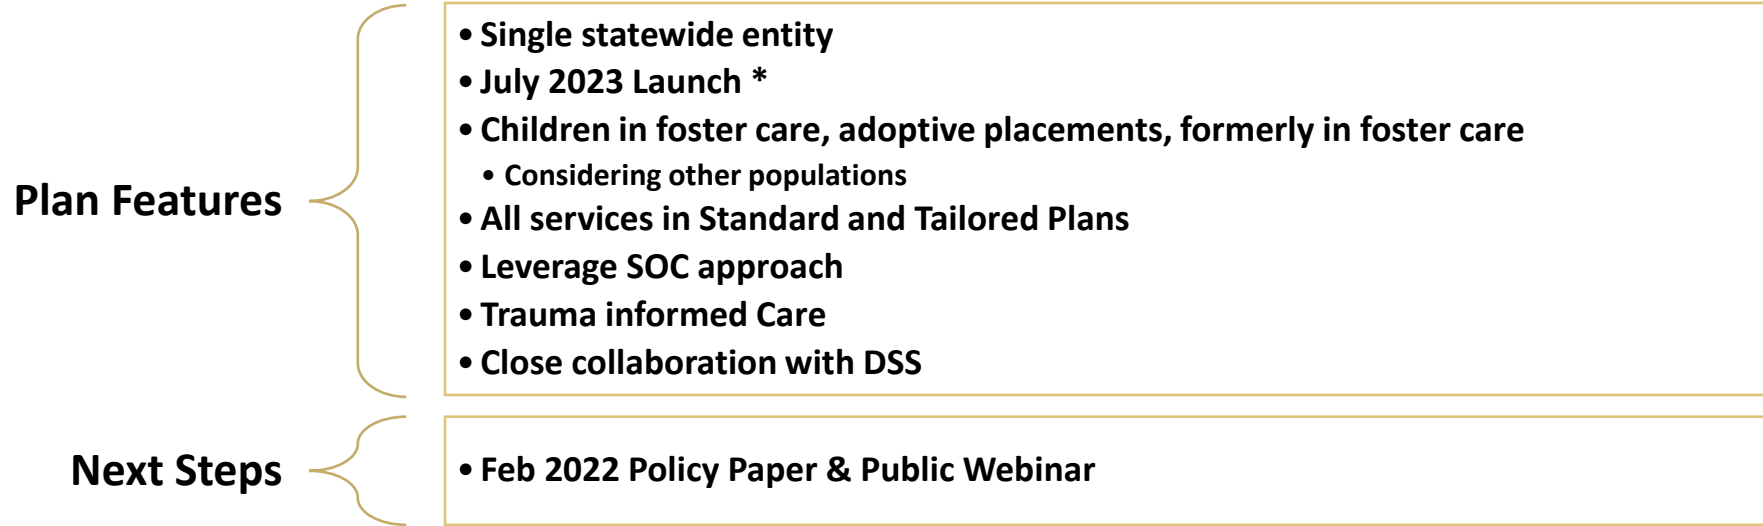 Plan Features
• Single statewide entity
• July 2023 Launch *
• Children in foster care, adoptive placements, formerly in foster care
• Considering other populations
• All services in Standard and Tailored Plans
• Leverage SOC approach
• Trauma informed Care
• Close collaboration with DSS
Next Steps
• Feb 2022 Policy Paper & Public Webinar